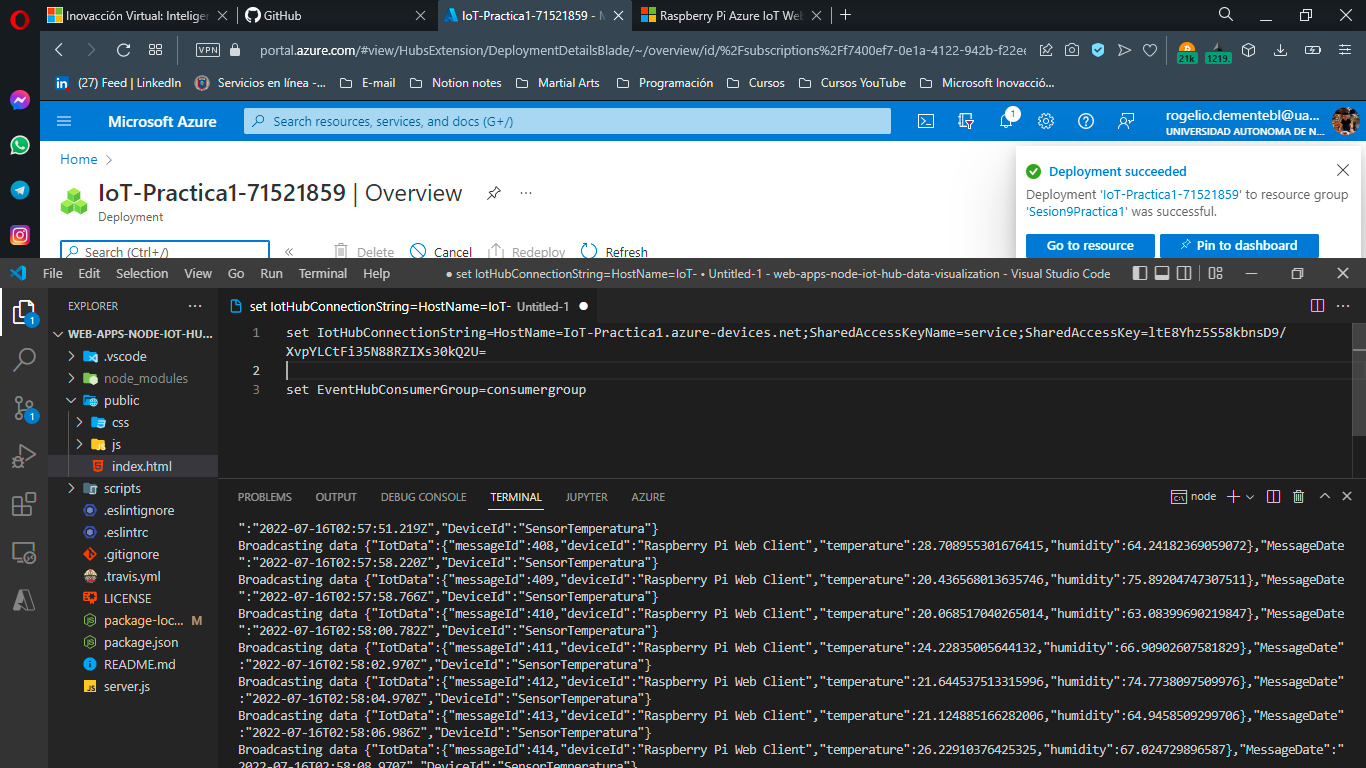 Inovacción Virtual: Inteliger
GitHub
IoT-Practica1-71521859 - M
Raspberry Pi Azure IoT Web
VPN
portal.azure.com/#view/HubsExtension/DeploymentDetailsBlade/~/overview/id/%2Fsubscriptions%2Ff7400ef7-0e1a-4122-942b-f22ee
21k
1219.
(27) Feed | LinkedIn
Servicios en línea -...
E-mail
Notion notes
Martial Arts
Programación
Cursos
Cursos YouTube
Microsoft Inovacció...
Microsoft Azure
Search resources, services, and docs (G+/)
1
rogelio.dementebl@ua...
UNIVERSIDAD AUTONOMA DE N...
Home
IoT-Practica1-71521859 | Overview
Deployment
Search (Ctrl+/)
Delete
Cancel
Redeploy
Refresh
Deployment succeeded
Deployment 'IoT-Practica1-71521859' to resource group
'Sesion9Practica1' was successful.
Go to resource
Pin to dashboard
File Edit Selection View Go Run Terminal Help
● set IotHubConnectionString=HostName=IoT- • Untitled-1 - web-apps-node-iot-hub-data-visualization - Visual Studio Code
EXPLORER
WEB-APPS-NODE-IOT-HU...
.vscode
node_modules
public
css
js
index.html
scripts
.eslintignore
.eslintrc
.gitignore
.travis.yml
LICENSE
package-loc... M
package.json
README.md
server.js
1
1
set IotHubConnectionString=HostName=IoT- Untitled-1
1 set IotHubConnectionString=HostName=IoT-Practica1.azure-devices.net;SharedAccessKeyName=service;SharedAccessKey=ltE8Yhz5S58kbnsD9/
XvpYLCtFi35N88RZIXs30kQ2U=
2
3 set EventHubConsumerGroup=consumergroup
PROBLEMS OUTPUT DEBUG CONSOLE TERMINAL JUPYTER AZURE
node
":"2022-07-16T02:57:51.219Z","DeviceId":"SensorTemperatura"}
Broadcasting data {"IotData":{"messageId":408,"deviceId":"Raspberry Pi Web Client","temperature":28.708955301676415,"humidity":64.24182369059072},"MessageDate
":"2022-07-16T02:57:58.220Z","DeviceId":"SensorTemperatura"}
Broadcasting data {"IotData":{"messageId":409,"deviceId":"Raspberry Pi Web Client","temperature":20.436568013635746,"humidity":75.89204747307511},"MessageDate
":"2022-07-16T02:57:58.766Z","DeviceId":"SensorTemperatura"}
Broadcasting data {"IotData":{"messageId":410,"deviceId":"Raspberry Pi Web Client","temperature":20.068517040265014,"humidity":63.08399690219847},"MessageDate
":"2022-07-16T02:58:00.782Z","DeviceId":"SensorTemperatura"}
Broadcasting data {"IotData":{"messageId":411,"deviceId":"Raspberry Pi Web Client","temperature":24.22835005644132,"humidity":66.90902607581829},"MessageDate"
:"2022-07-16T02:58:02.970Z","DeviceId":"SensorTemperatura"}
Broadcasting data {"IotData":{"messageId":412,"deviceId":"Raspberry Pi Web Client","temperature":21.644537513315996,"humidity":74.7738097509976},"MessageDate"
:"2022-07-16T02:58:04.970Z","DeviceId":"SensorTemperatura"}
Broadcasting data {"IotData":{"messageId":413,"deviceId":"Raspberry Pi Web Client","temperature":21.124885166282006,"humidity":64.9458509299706},"MessageDate"
:"2022-07-16T02:58:06.986Z","DeviceId":"SensorTemperatura"}
Broadcasting data {"IotData":{"messageId":414,"deviceId":"Raspberry Pi Web Client","temperature":26.22910376425325,"humidity":67.024729896587},"MessageDate":"
2022-07-16T02:58:08.970Z","DeviceId":"SensorTemperatura"}